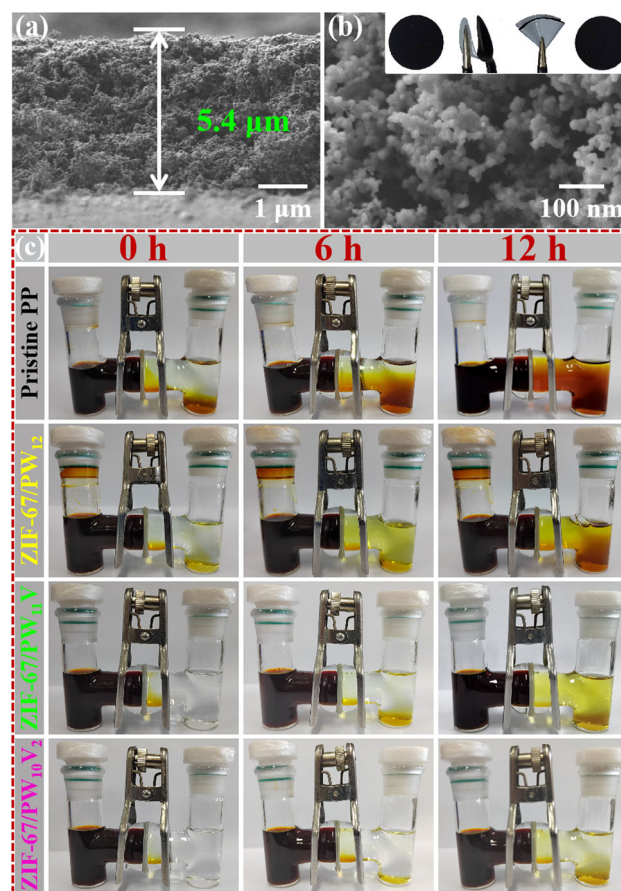 (a)
5.4 μm
1 μm
(b)
100 nm
(c)
0 h
6 h
12 h
Pristine PP
ZIF-67/PW₁₂
ZIF-67/PW₁₁V
ZIF-67/PW₁₀V₂